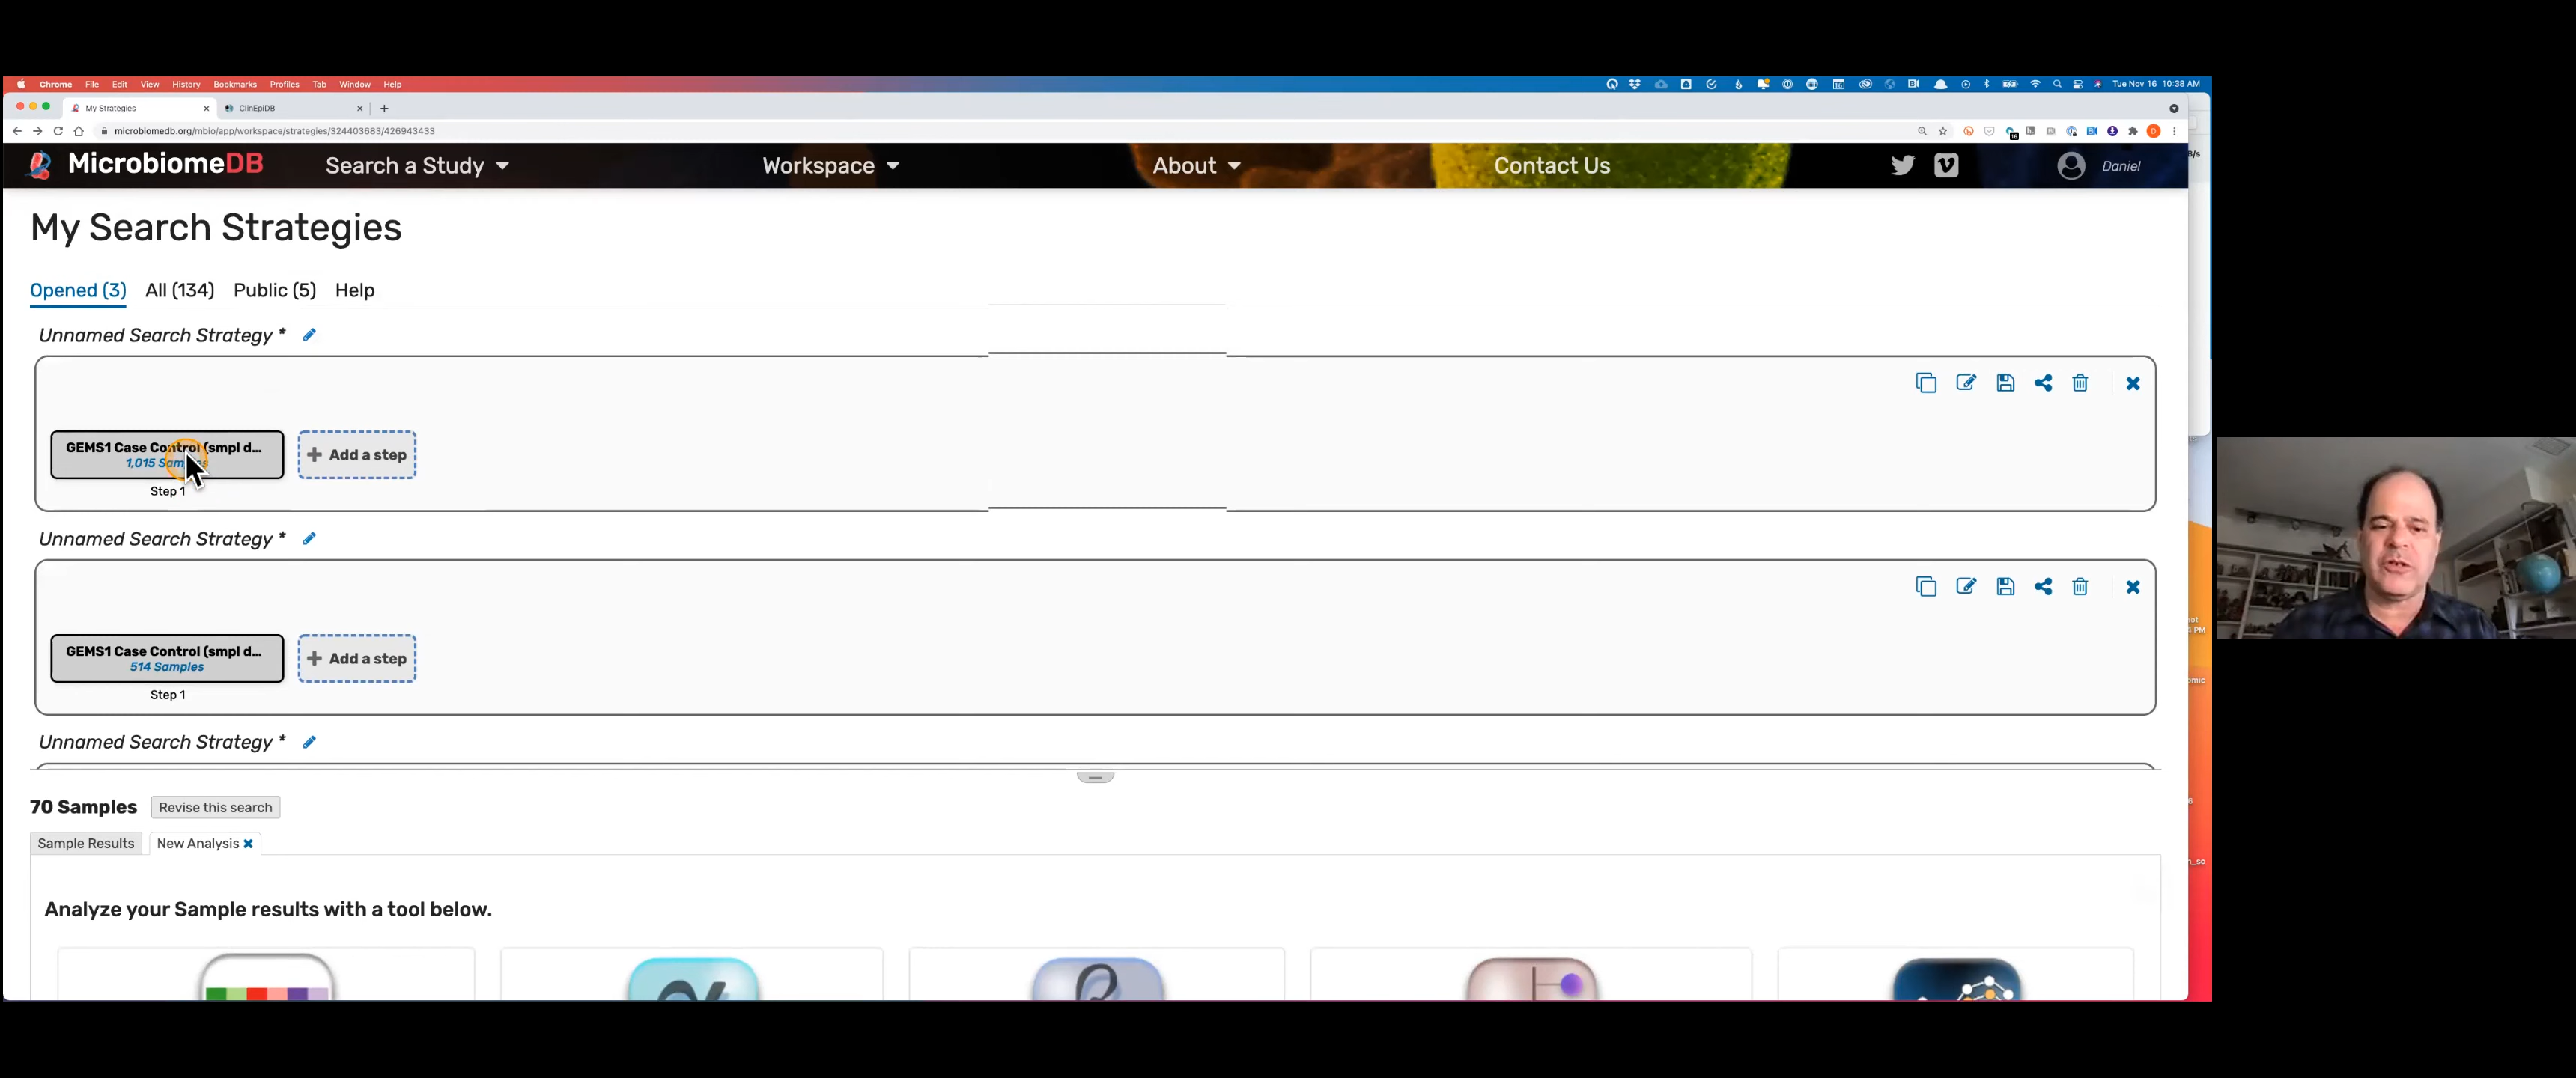 Chrome File Edit View History Bookmarks Profiles Tab Window Help Tue Nov 16 10:38 AM
My Strategies ClinEpiDB
microbiomedb.org/mbio/app/workspace/strategies/324403683/426943433
MicrobiomeDB Search a Study Workspace About Contact Us Daniel
B/s
My Search Strategies
Opened (3) All (134) Public (5) Help
Unnamed Search Strategy *
GEMS1 Case Control (smpl d...
1,015
+ Add a step
Step 1
Unnamed Search Strategy *
GEMS1 Case Control (smpl d...
514 Samples
+ Add a step
Step 1
Unnamed Search Strategy *
70 Samples Revise this search
Sample Results New Analysis
Analyze your Sample results with a tool below.